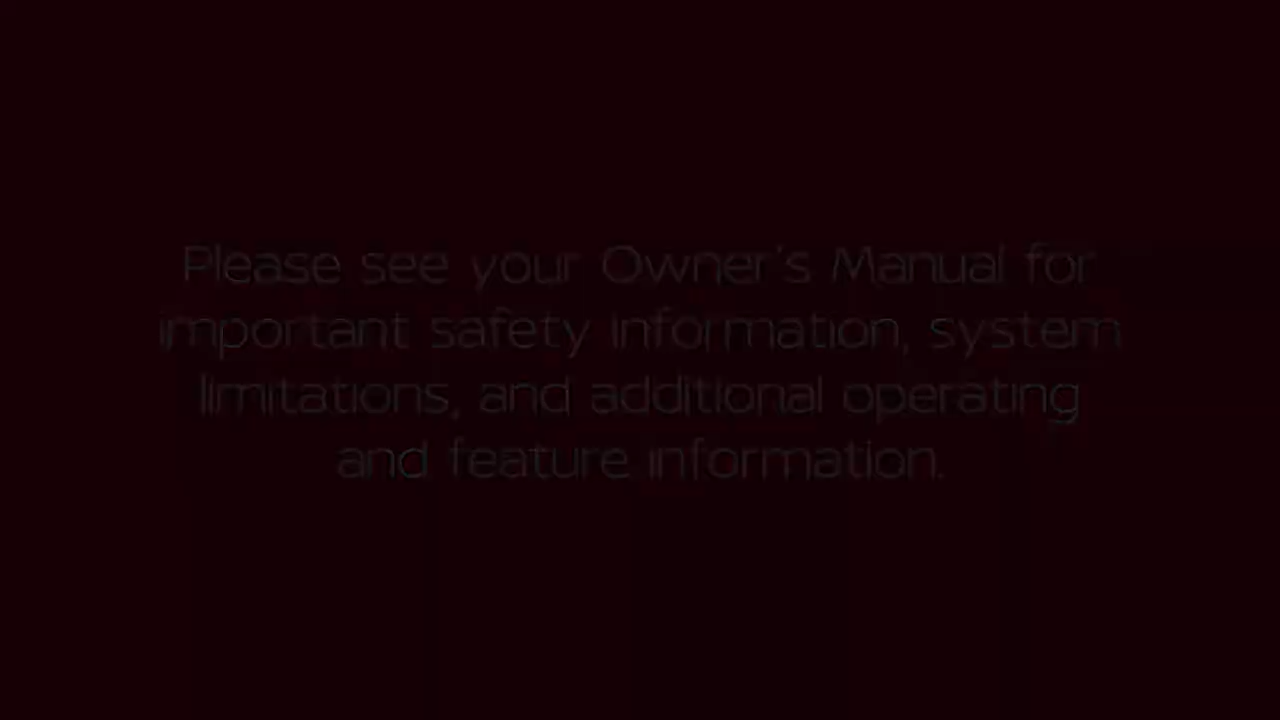 Please see your Owner's Manual for
important safety information, system
limitations, and additional operating
and feature information.